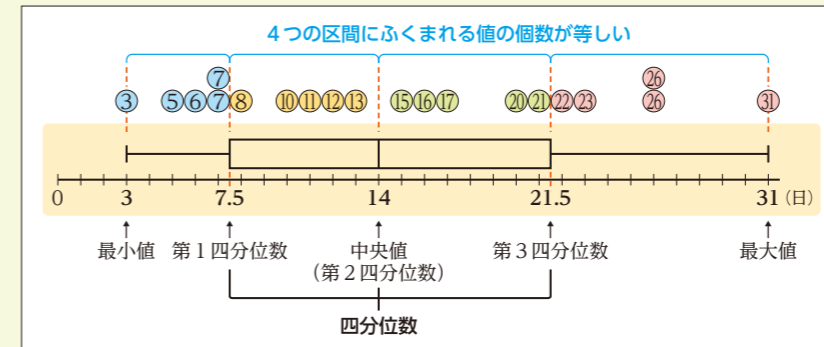 4つの区間にふくまれる値の個数が等しい
⑦ ㉖
③ ⑤ ⑥ ⑦ ⑧ ⑩ ⑪ ⑫ ⑬ ⑮ ⑯ ⑰ ⑳ ㉑ ㉒ ㉓ ㉖ ㉛
0 3 7.5 14 21.5 31 (日)
↑ ↑ ↑ ↑ ↑
最小値 第1四分位数 中央値 第3四分位数 最大値
(第2四分位数)
四分位数